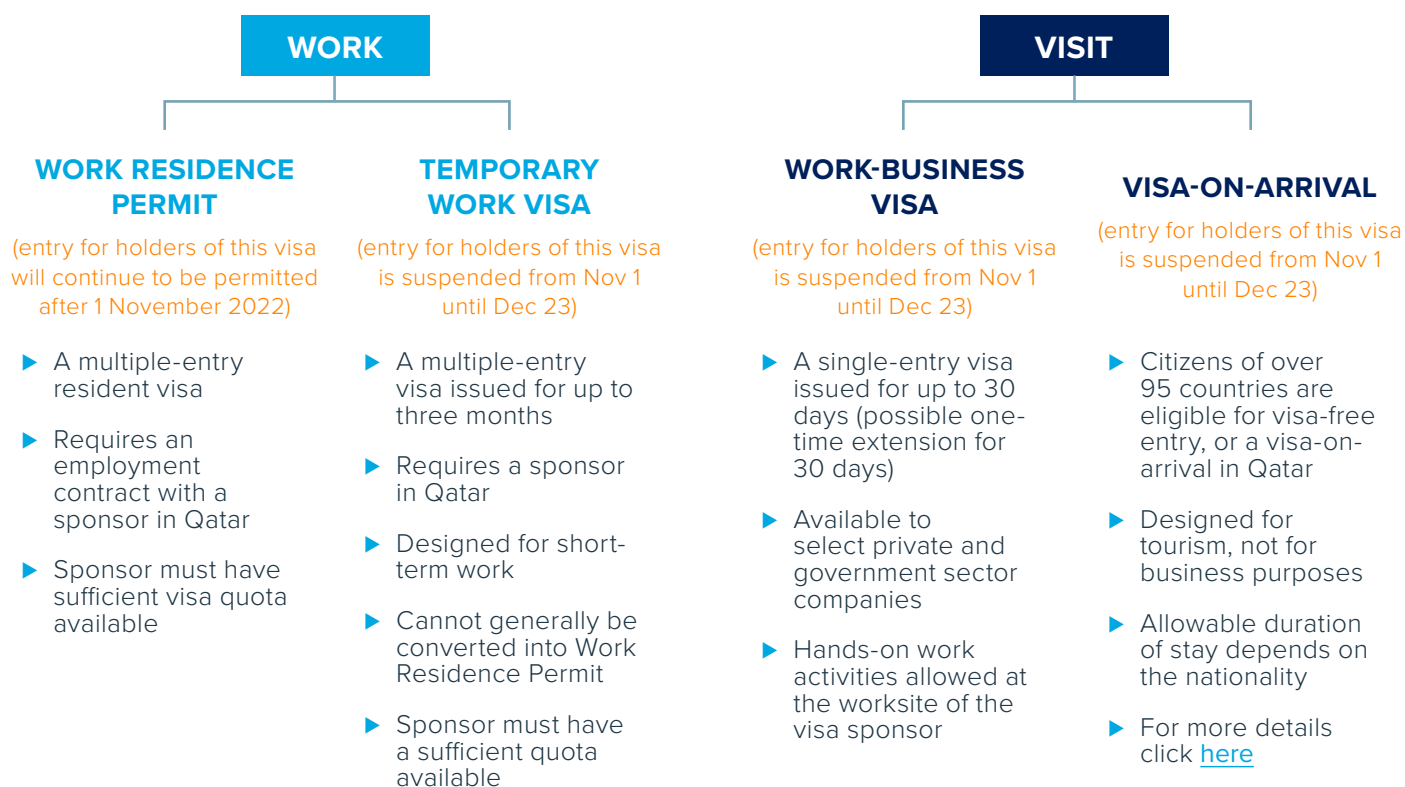 WORK
WORK RESIDENCE
PERMIT
(entry for holders of this visa
will continue to be permitted
after 1 November 2022)
▶ A multiple-entry
resident visa
▶ Requires an
employment
contract with a
sponsor in Qatar
▶ Sponsor must have
sufficient visa quota
available
TEMPORARY
WORK VISA
(entry for holders of this visa
is suspended from Nov 1
until Dec 23)
▶ A multiple-entry
visa issued for up to
three months
▶ Requires a sponsor
in Qatar
▶ Designed for short-
term work
▶ Cannot generally be
converted into Work
Residence Permit
▶ Sponsor must have
a sufficient quota
available
VISIT
WORK-BUSINESS
VISA
(entry for holders of this visa
is suspended from Nov 1
until Dec 23)
▶ A single-entry visa
issued for up to 30
days (possible one-
time extension for
30 days)
▶ Available to
select private and
government sector
companies
▶ Hands-on work
activities allowed at
the worksite of the
visa sponsor
VISA-ON-ARRIVAL
(entry for holders of this visa
is suspended from Nov 1
until Dec 23)
▶ Citizens of over
95 countries are
eligible for visa-free
entry, or a visa-on-
arrival in Qatar
▶ Designed for
tourism, not for
business purposes
▶ Allowable duration
of stay depends on
the nationality
▶ For more details
click here